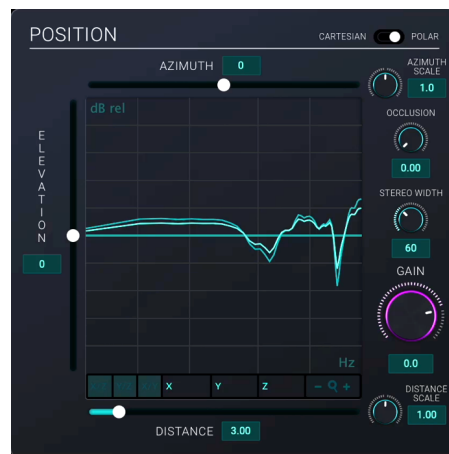 POSITION
CARTESIAN POLAR
AZIMUTH 0
AZIMUTH
SCALE
1.0
dB rel
OCCLUSION
0.00
ELEVATION
0
STEREO WIDTH
60
GAIN
0.0
Hz
X Y Z - +
DISTANCE
SCALE
1.00
DISTANCE 3.00